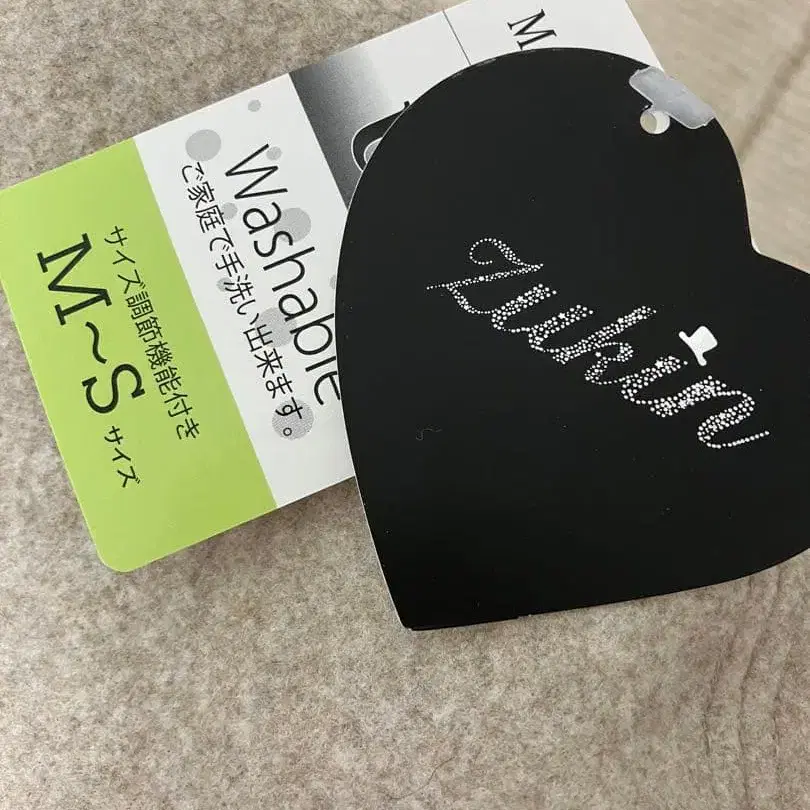 zukin
M
Washable
ご家庭で手洗い出来ます。
サイズ調節機能付き
M～Sサイズ